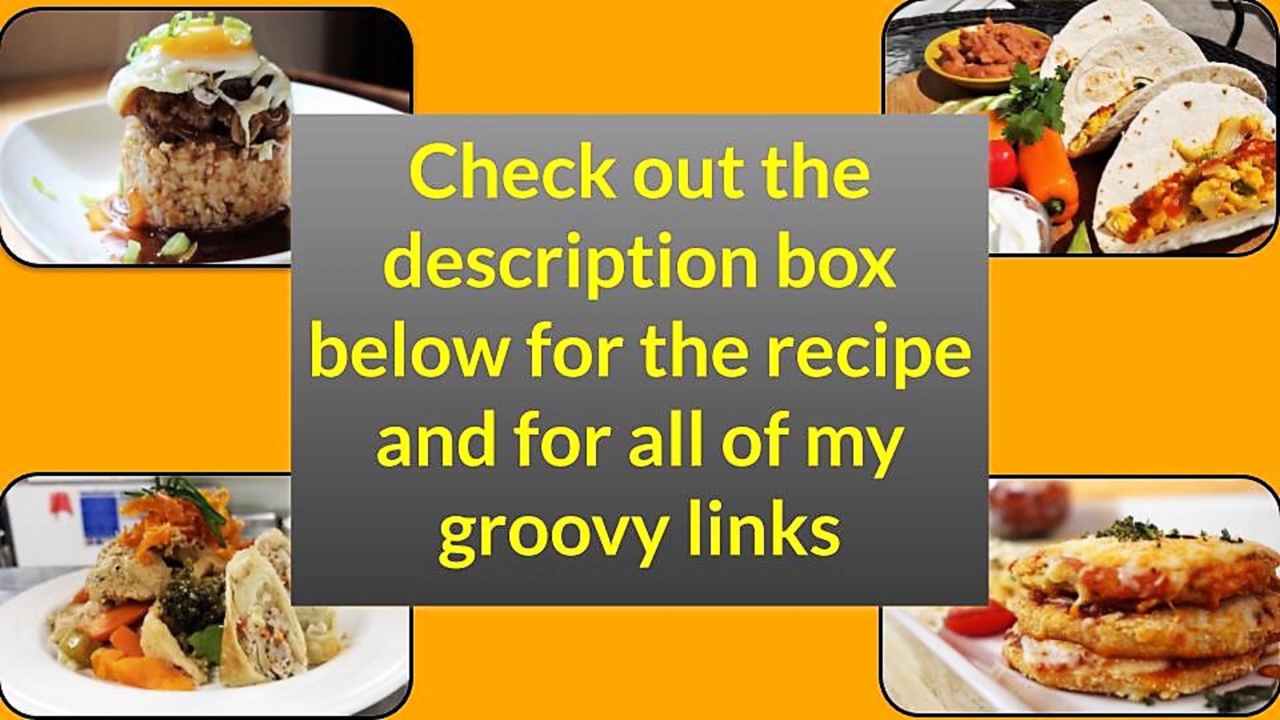 Check out the
description box
below for the recipe
and for all of my
groovy links